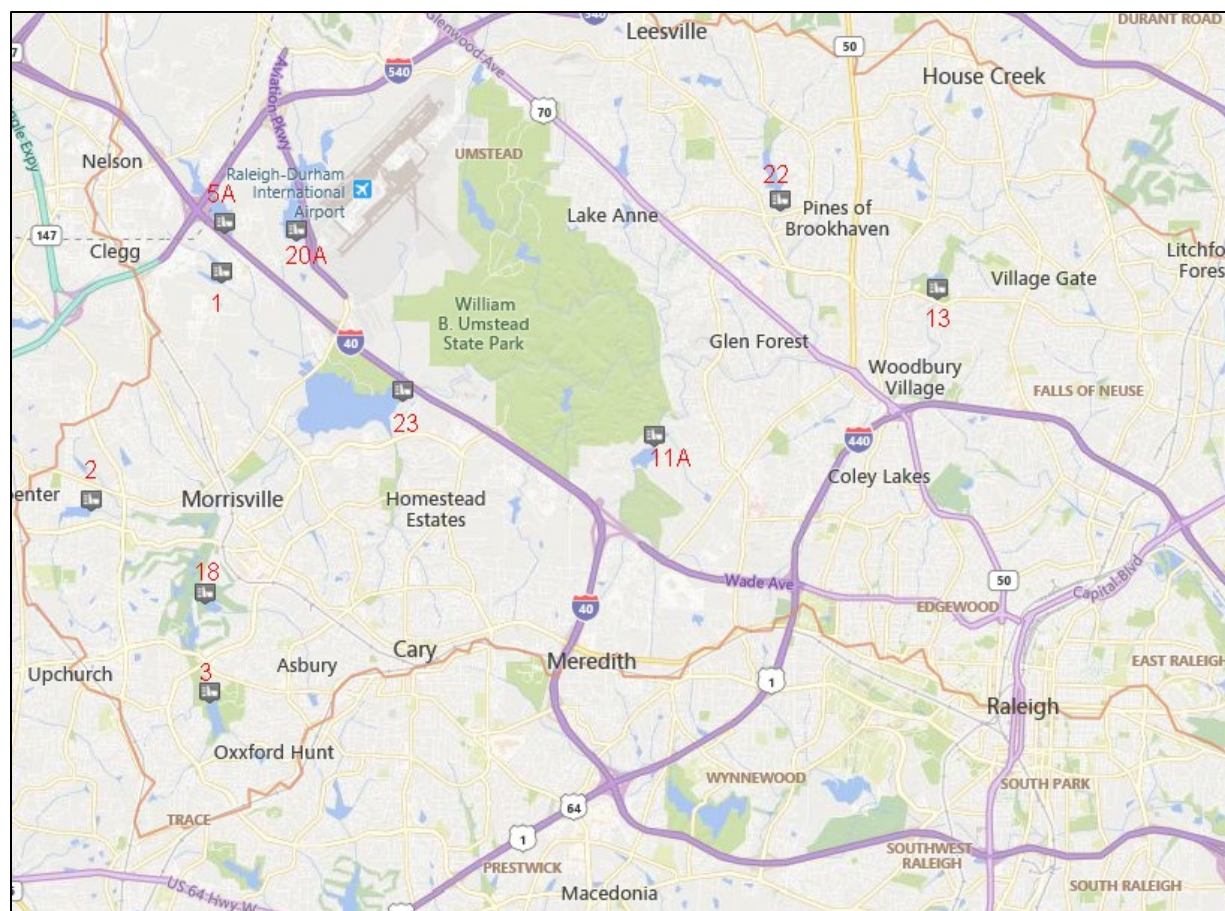 DURANT ROAD
540
Leesville
50
House Creek
Glenwood Ave
540
70
Aviation Pkwy
Nelson
UMSTEAD
Raleigh-Durham
International
Airport
5A
22
147
Lake Anne
Pines of
Brookhaven
Clegg
20A
Village Gate
1
13
William
B. Umstead
State Park
40
Glen Forest
Woodbury
Village
FALLS OF NEUSE
23
440
11A
Coley Lakes
2
Morrisville
Homestead
Estates
18
Wade Ave
50
Capital Blvd
40
EDGEWOOD
Cary
Meredith
Upchurch
3
Asbury
1
EAST RALEIGH
Raleigh
Oxxford Hunt
WYNNEWOOD
SOUTH PARK
64
TRACE
1
SOUTHWEST
RALEIGH
PRESTWICK
US 64 Hwy W
Macedonia
SOUTH RALEIGH